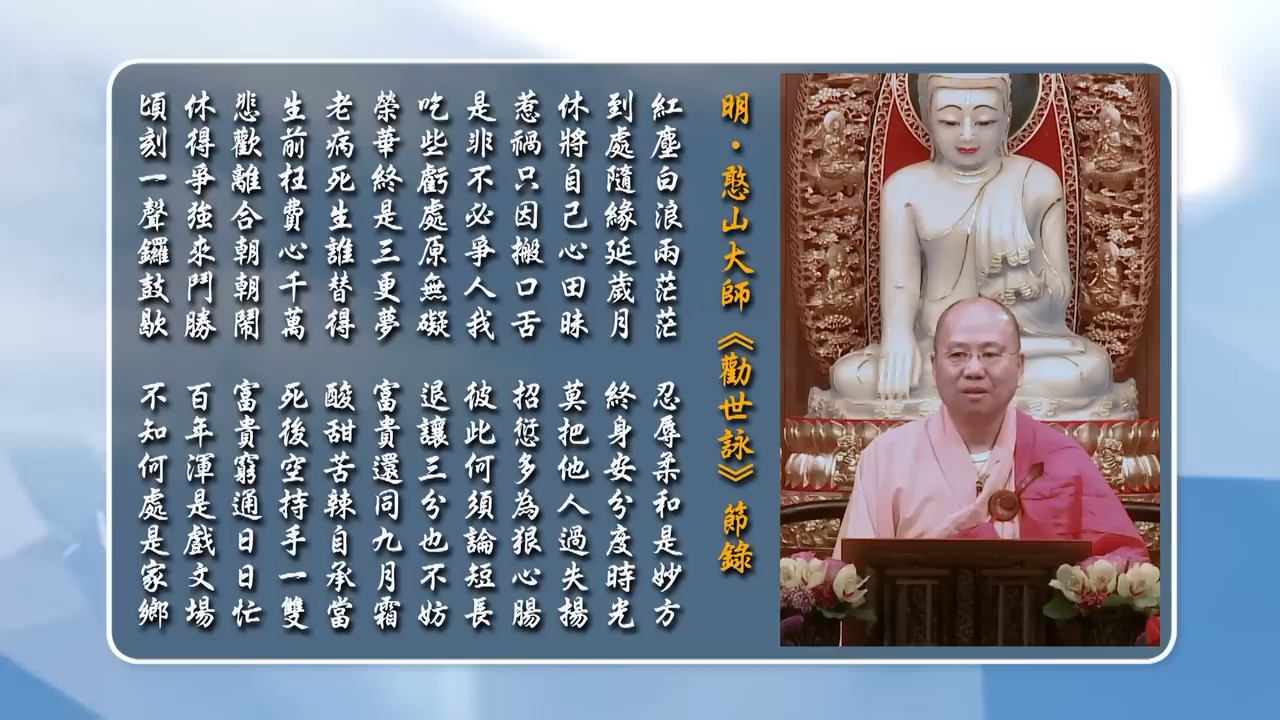 明・憨山大師《勸世詠》節錄
紅塵白浪兩茫茫 忍辱柔和是妙方
到處隨緣延歲月 終身安分度時光
休將自己心田昧 莫把他人過失揚
惹禍只因搬口舌 招愆多為狠心腸
是非不必爭人我 彼此何須論短長
吃些虧處原無礙 退讓三分也不妨
榮華終是三更夢 富貴還同九月霜
老病死生誰替得 酸甜苦辣自承當
生前枉費心千萬 死後空持手一雙
悲歡離合朝朝鬧 富貴窮通日日忙
休得爭強來鬥勝 百年渾是戲文場
頃刻一聲鑼鼓歇 不知何處是家鄉